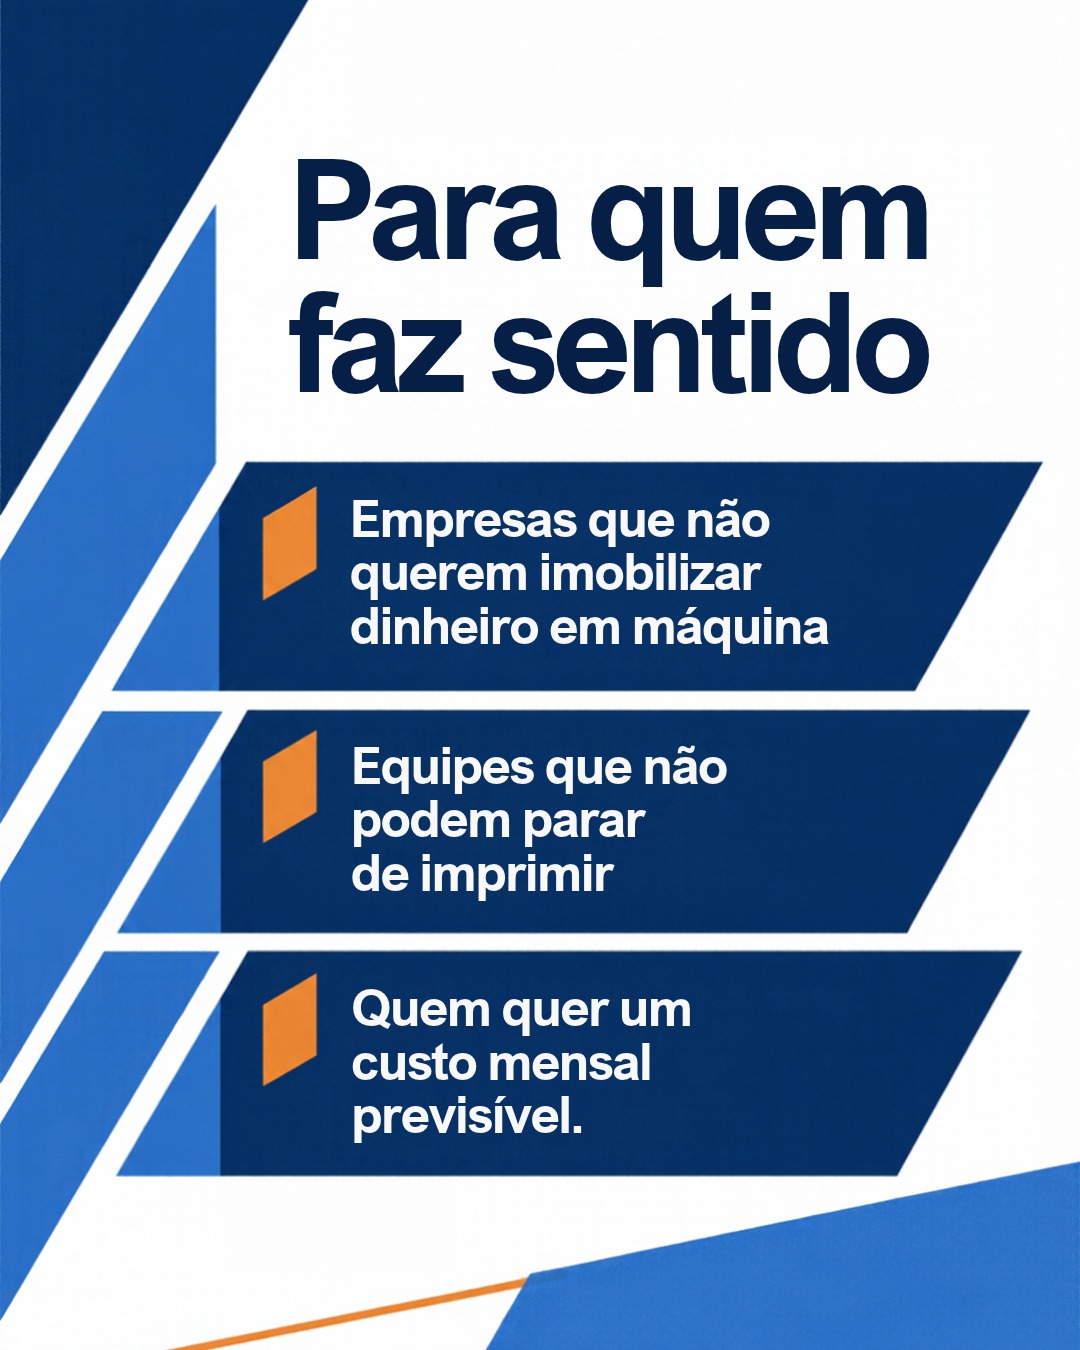 Para quem
faz sentido
Empresas que não
querem imobilizar
dinheiro em máquina
Equipes que não
podem parar
de imprimir
Quem quer um
custo mensal
previsível.